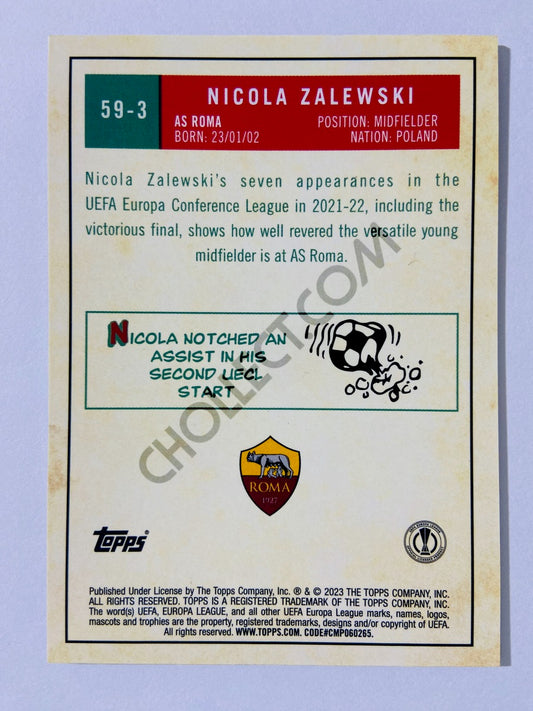 59-3
NICOLA ZALEWSKI
AS ROMA
POSITION: MIDFIELDER
BORN: 23/01/02
NATION: POLAND
Nicola Zalewski's seven appearances in the
UEFA Europa Conference League in 2021-22, including the
victorious final, shows how well revered the versatile young
midfielder is at AS Roma.
NICOLA NOTCHED AN
ASSIST IN HIS
SECOND UECL
START
CHOLLECT.COM
ROMA
1927
Topps®
Published Under License by The Topps Company, Inc. ® & © 2023 THE TOPPS COMPANY, INC.
ALL RIGHTS RESERVED. TOPPS IS A REGISTERED TRADEMARK OF THE TOPPS COMPANY, INC.
The word(s) UEFA, EUROPA LEAGUE, and all other UEFA Europa League marks, names, logos,
mascots and trophies are the property, registered trademarks, designs and/or copyright of UEFA.
All rights reserved. WWW.TOPPS.COM. CODE#CMP060265.